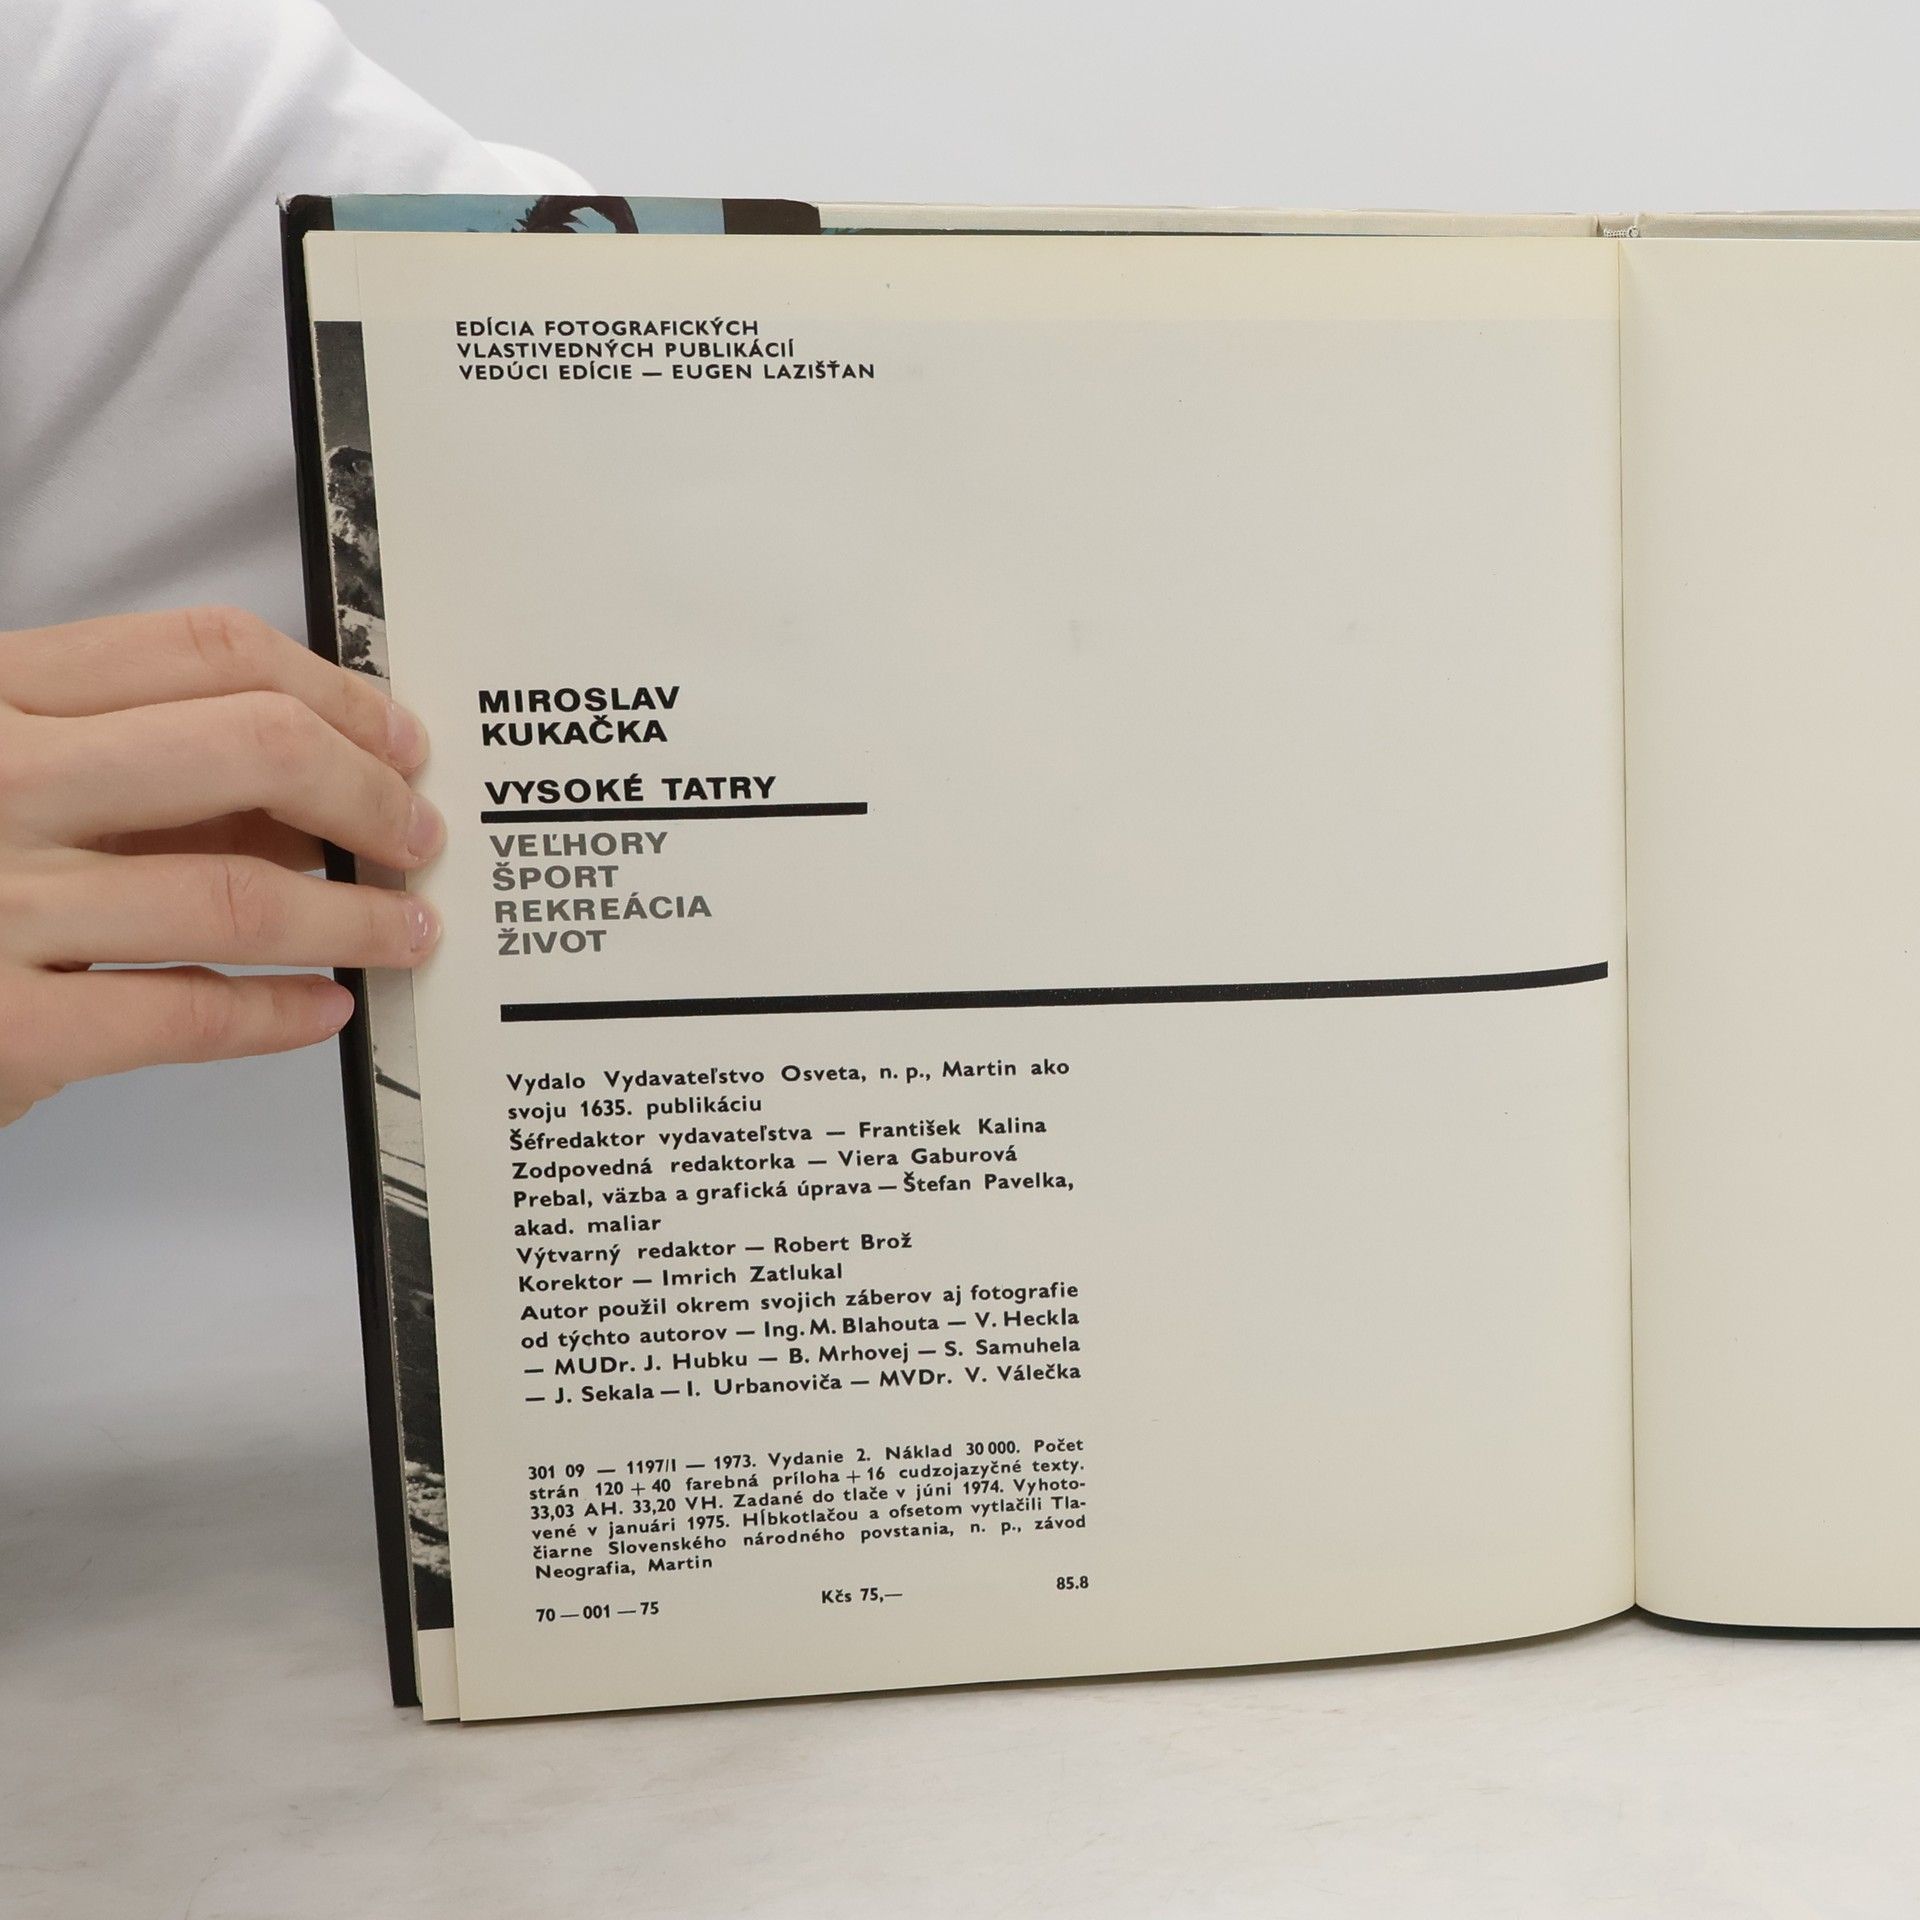 EDÍCIA FOTOGRAFICKÝCH
VLASTIVEDNÝCH PUBLIKÁCIÍ
VEDÚCI EDÍCIE — EUGEN LAZIŠŤAN
MIROSLAV
KUKAČKA
VYSOKÉ TATRY
VEĽHORY
ŠPORT
REKREÁCIA
ŽIVOT
Vydalo Vydavateľstvo Osveta, n. p., Martin ako
svoju 1635. publikáciu
Šéfredaktor vydavateľstva — František Kalina
Zodpovedná redaktorka — Viera Gaburová
Prebal, väzba a grafická úprava — Štefan Pavelka,
akad. maliar
Výtvarný redaktor — Robert Brož
Korektor — Imrich Zatlukal
Autor použil okrem svojich záberov aj fotografie
od týchto autorov — Ing. M. Blahouta — V. Heckla
— MUDr. J. Hubku — B. Mrhovej — S. Samuhela
— J. Sekala — I. Urbanoviča — MVDr. V. Válečka
301 09 — 1197/I — 1973. Vydanie 2. Náklad 30 000. Počet
strán 120 + 40 farebná príloha + 16 cudzojazyčné texty.
33,03 AH. 33,20 VH. Zadané do tlače v júni 1974. Vyhoto-
vené v januári 1975. Hĺbkotlačou a ofsetom vytlačili Tla-
čiarne Slovenského národného povstania, n. p., závod
Neografia, Martin
70 — 001 — 75 Kčs 75,— 85.8